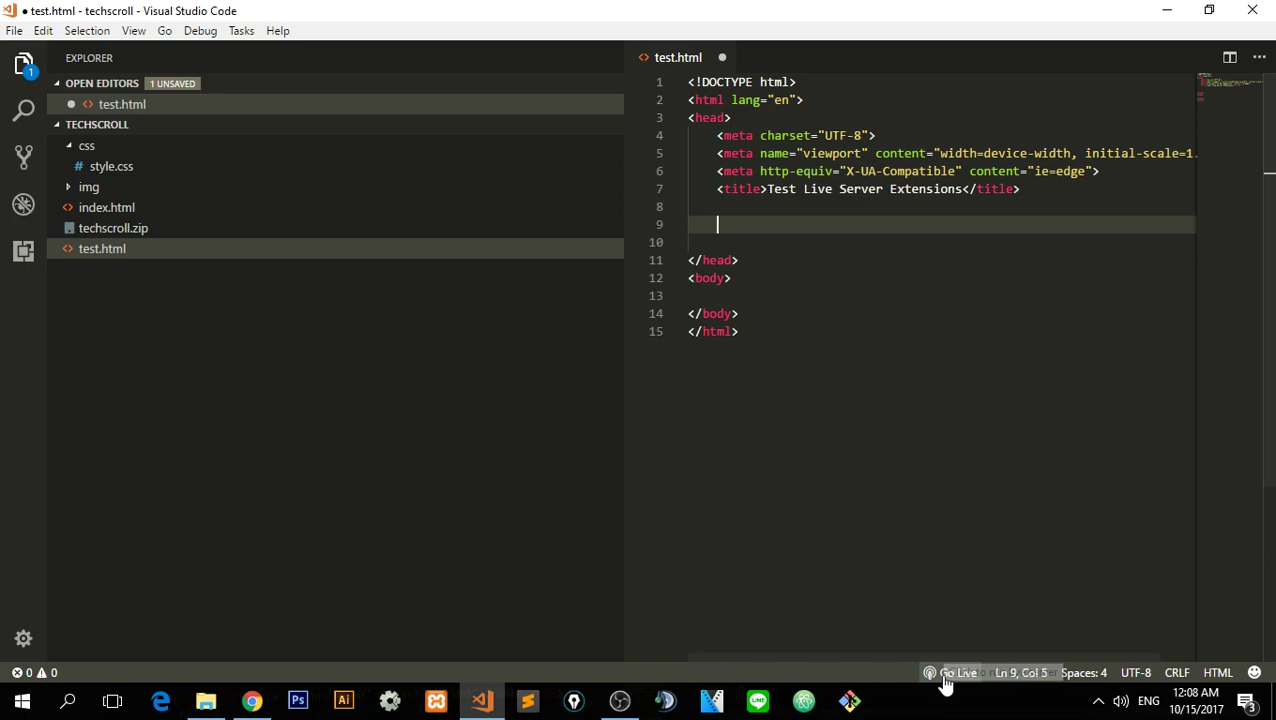 test.html - techscroll - Visual Studio Code
File Edit Selection View Go Debug Tasks Help
EXPLORER
OPEN EDITORS 1 UNSAVED
test.html
TECHSCROLL
css
style.css
img
index.html
techscroll.zip
test.html
1
test.html
1 <!DOCTYPE html>
2 <html lang="en">
3 <head>
4 <meta charset="UTF-8">
5 <meta name="viewport" content="width=device-width, initial-scale=1.
6 <meta http-equiv="X-UA-Compatible" content="ie=edge">
7 <title>Test Live Server Extensions</title>
8
9
10
11 </head>
12 <body>
13
14 </body>
15 </html>
0 0
Go Live Ln 9, Col 5 Spaces: 4 UTF-8 CRLF HTML
Ps Ai LINE
ENG 12:08 AM
10/15/2017 3